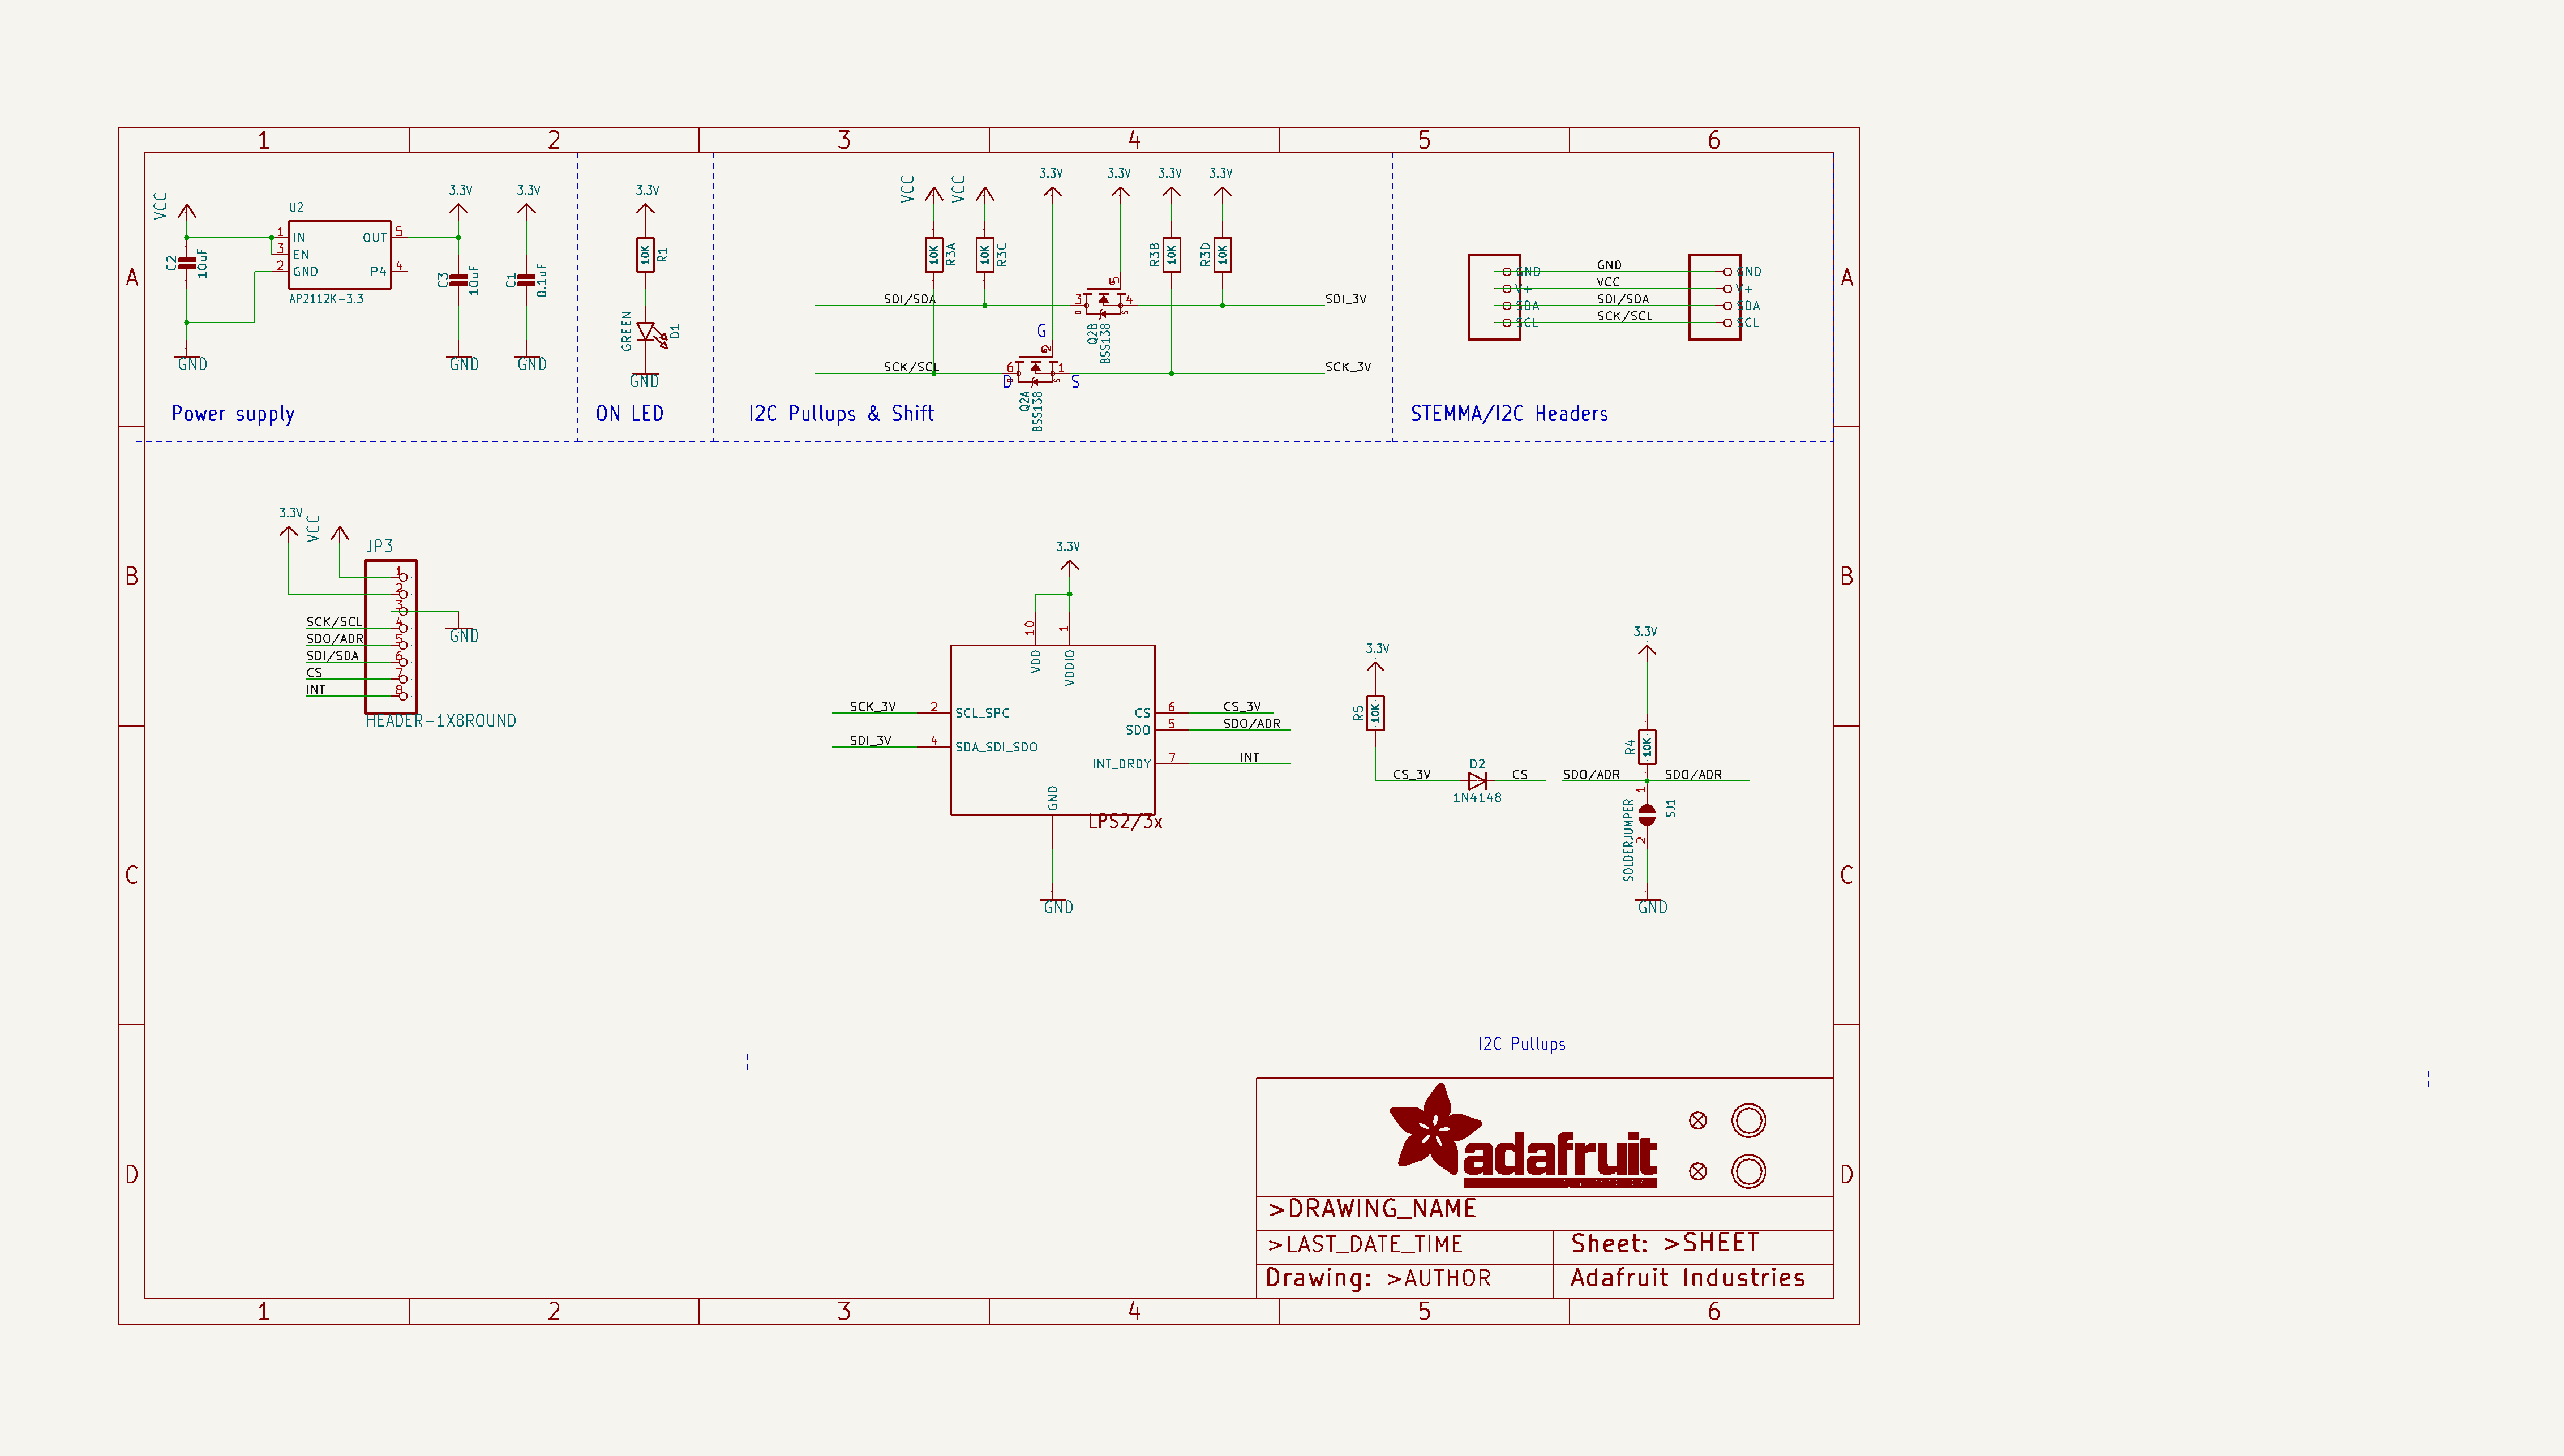 1 2 3 4 5 6
A A
B B
C C
D D
1 2 3 4 5 6
VCC
C2
10uF
GND
U2
1 IN
3 EN
2 GND
OUT 5
P4 4
AP2112K-3.3
3.3V
C3
10uF
GND
3.3V
C1
0.1uF
GND
Power supply
3.3V
10K
R1
GREEN
D1
GND
ON LED
VCC
VCC
3.3V
3.3V
3.3V
3.3V
10K
R3A
10K
R3C
R3B
10K
R3D
10K
SDI/SDA
3
D
5
4
S
SDI_3V
Q2B
BSS138
G
SCK/SCL
6
2
1
D
S
SCK_3V
Q2A
BSS138
I2C Pullups & Shift
GND
V+
SDA
SCL
GND
VCC
SDI/SDA
SCK/SCL
GND
V+
SDA
SCL
STEMMA/I2C Headers
3.3V
VCC
JP3
1
2
3
SCK/SCL 4
SDO/ADR 5
SDI/SDA 6
CS 7
INT 8
GND
HEADER-1X8ROUND
3.3V
10
1
VDD
VDDIO
SCK_3V 2 SCL_SPC
SDI_3V 4 SDA_SDI_SDO
CS 6 CS_3V
SDO 5 SDO/ADR
INT_DRDY 7 INT
GND
LPS2/3x
GND
3.3V
R5
10K
CS_3V
D2
1N4148
CS
3.3V
R4
10K
SDO/ADR SDO/ADR
1
SJ1
SOLDERJUMPER
2
GND
I2C Pullups
adafruit
>DRAWING_NAME
>LAST_DATE_TIME
Sheet: >SHEET
Drawing: >AUTHOR
Adafruit Industries